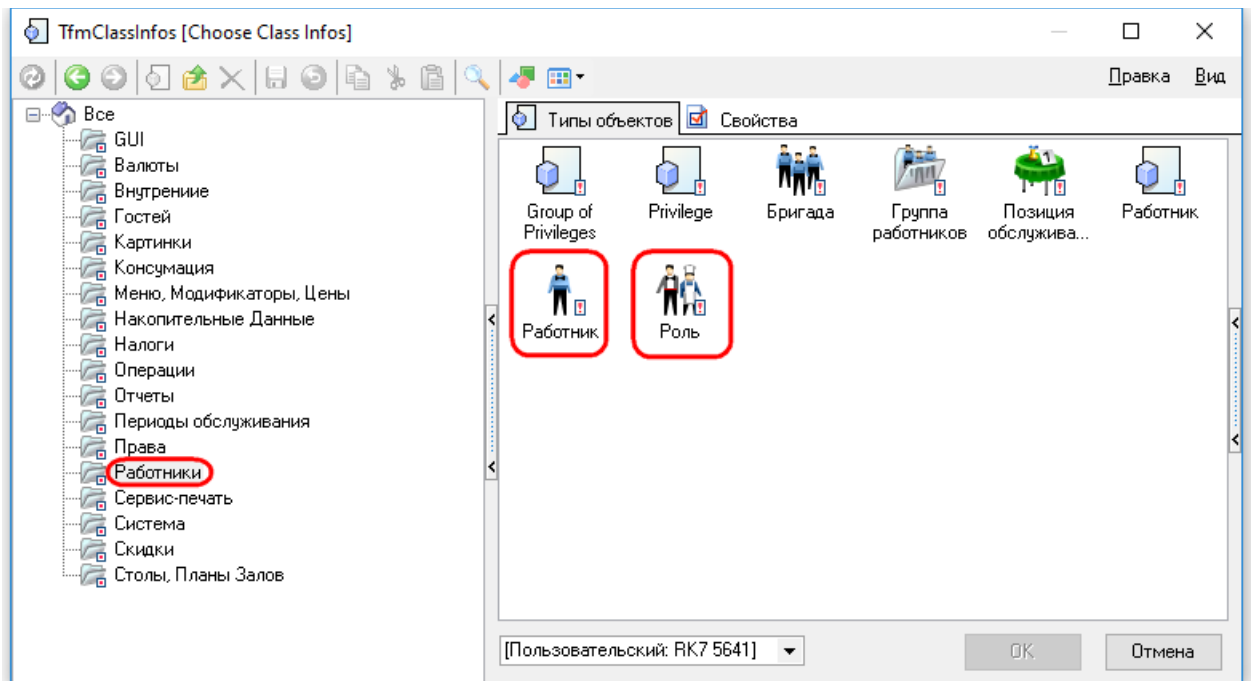 TfmClassInfos [Choose Class Infos]
Правка Вид
Все
GUI
Валюты
Внутренние
Гостей
Картинки
Консумация
Меню, Модификаторы, Цены
Накопительные Данные
Налоги
Операции
Отчеты
Периоды обслуживания
Права
Работники
Сервис-печать
Система
Скидки
Столы, Планы Залов
Типы объектов Свойства
Group of Privilege Бригада Группа Позиция Работник
Privileges работников обслужива...
Работник Роль
[Пользовательский: RK7 5641] OK Отмена